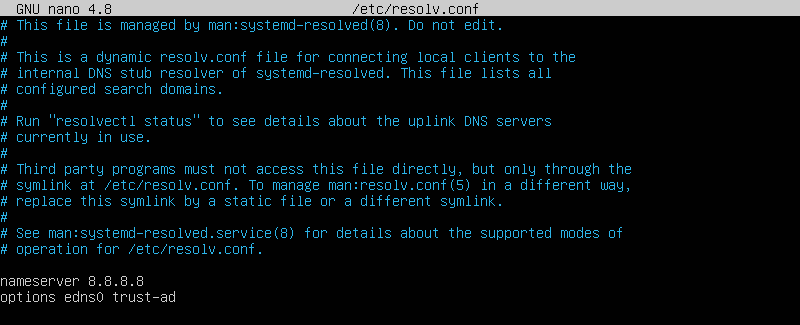 GNU nano 4.8 /etc/resolv.conf
# This file is managed by man:systemd-resolved(8). Do not edit.
#
# This is a dynamic resolv.conf file for connecting local clients to the
# internal DNS stub resolver of systemd-resolved. This file lists all
# configured search domains.
#
# Run "resolvectl status" to see details about the uplink DNS servers
# currently in use.
#
# Third party programs must not access this file directly, but only through the
# symlink at /etc/resolv.conf. To manage man:resolv.conf(5) in a different way,
# replace this symlink by a static file or a different symlink.
#
# See man:systemd-resolved.service(8) for details about the supported modes of
# operation for /etc/resolv.conf.
nameserver 8.8.8.8
options edns0 trust-ad